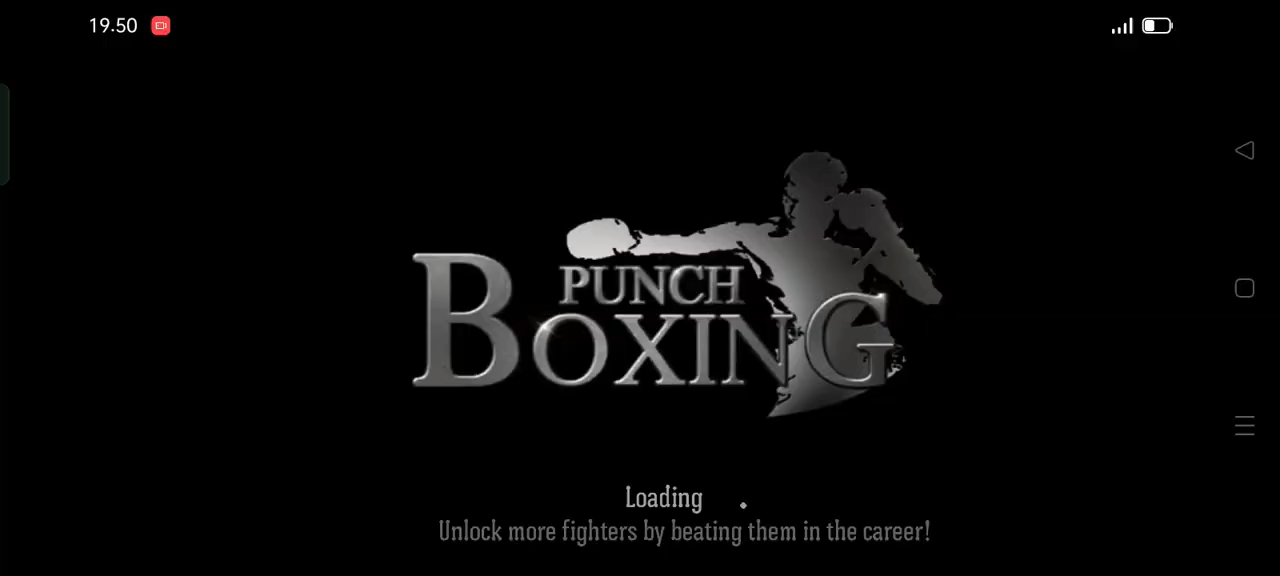 19.50
PUNCH
BOXING
Loading
Unlock more fighters by beating them in the career!